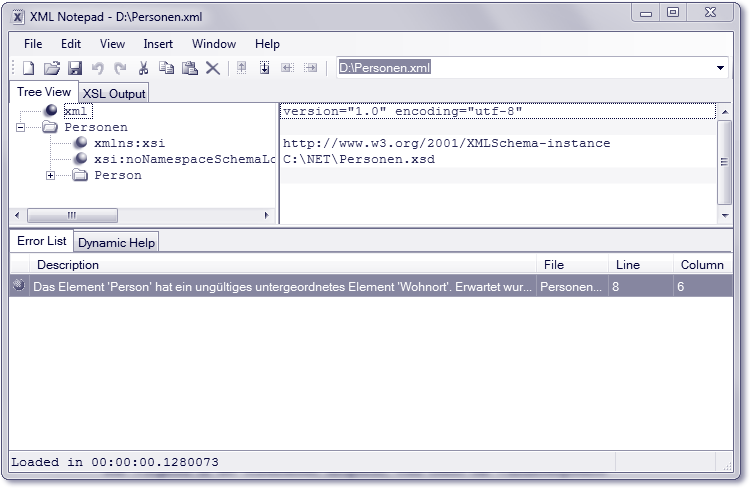 XML Notepad - D:\Personen.xml
File Edit View Insert Window Help
D:\Personen.xml
Tree View XSL Output
xml version="1.0" encoding="utf-8"
Personen
xmlns:xsi http://www.w3.org/2001/XMLSchema-instance
xsi:noNamespaceSchemaLo C:\NET\Personen.xsd
Person
Error List Dynamic Help
Description File Line Column
Das Element 'Person' hat ein ungültiges untergeordnetes Element 'Wohnort'. Erwartet wur... Personen... 8 6
Loaded in 00:00:00.1280073